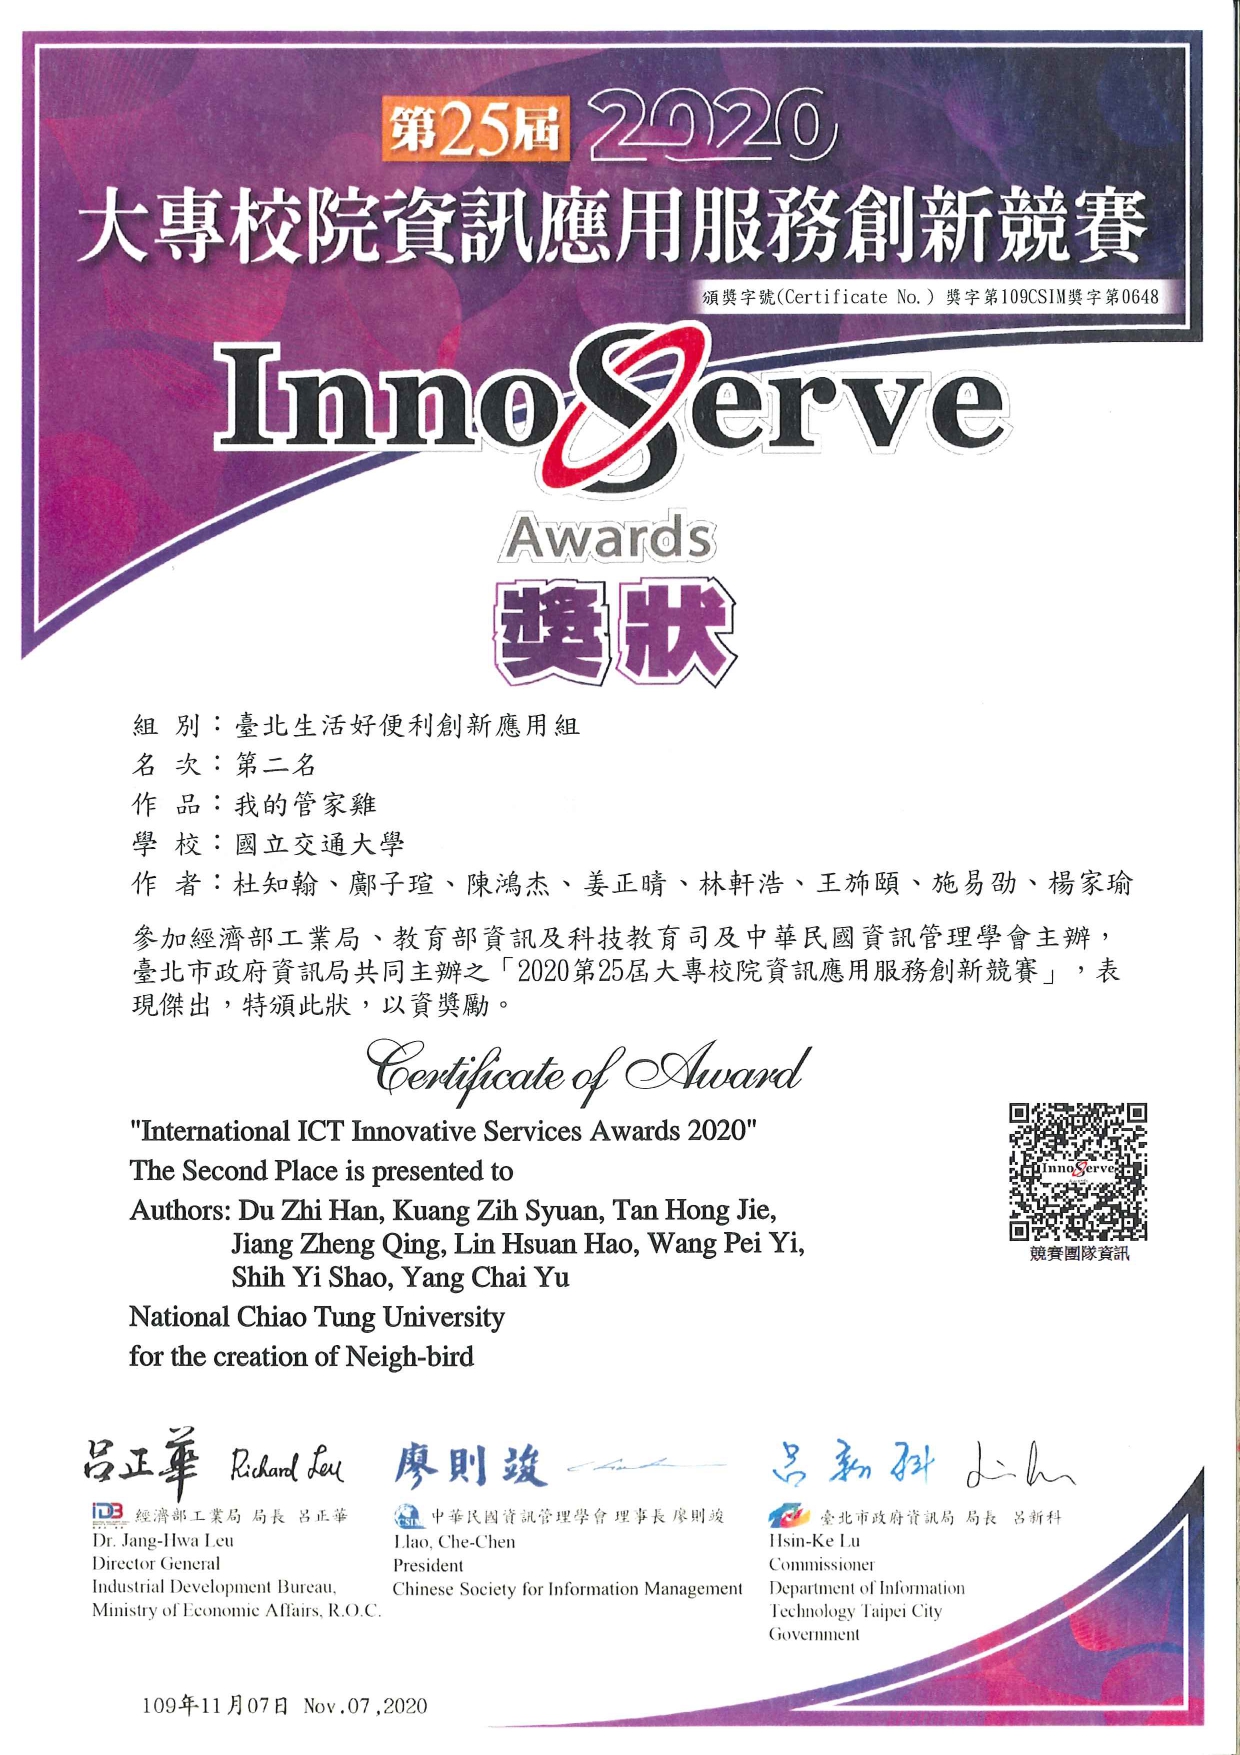 第25屆 2020
大專校院資訊應用服務創新競賽
頒獎字號(Certificate No.) 獎字第109CSIM獎字第0648
InnoServe
Awards
獎狀
組 別：臺北生活好便利創新應用組
名 次：第二名
作 品：我的管家雞
學 校：國立交通大學
作 者：杜知翰、鄺子瑄、陳鴻杰、姜正晴、林軒浩、王斾頤、施易劭、楊家瑜
參加經濟部工業局、教育部資訊及科技教育司及中華民國資訊管理學會主辦，
臺北市政府資訊局共同主辦之「2020第25屆大專校院資訊應用服務創新競賽」，表
現傑出，特頒此狀，以資獎勵。
Certificate of Award
"International ICT Innovative Services Awards 2020"
The Second Place is presented to
Authors: Du Zhi Han, Kuang Zih Syuan, Tan Hong Jie,
Jiang Zheng Qing, Lin Hsuan Hao, Wang Pei Yi,
Shih Yi Shao, Yang Chai Yu
National Chiao Tung University
for the creation of Neigh-bird
InnoServe
競賽團隊資訊
呂正華 Richard Leu 廖則竣 呂新科
IDB 經濟部工業局 局長 呂正華
Dr. Jang-Hwa Leu
Director General
Industrial Development Bureau,
Ministry of Economic Affairs, R.O.C.
CSIM 中華民國資訊管理學會 理事長 廖則竣
LIao, Che-Chen
President
Chinese Society for Information Management
臺北市政府資訊局 局長 呂新科
Hsin-Ke Lu
Commissioner
Department of Information
Technology Taipei City
Government
109年11月07日 Nov.07,2020